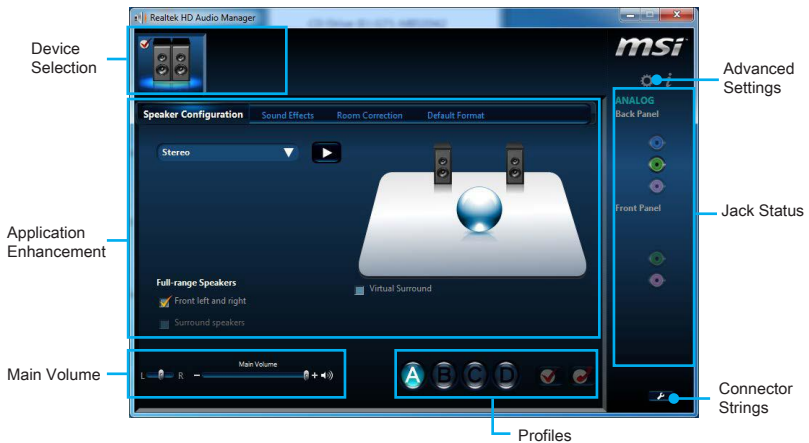 Realtek HD Audio Manager
msi
Device
Selection
Advanced
Settings
ANALOG
Back Panel
Speaker Configuration
Sound Effects
Room Correction
Default Format
Stereo
Front Panel
Jack Status
Application
Enhancement
Full-range Speakers
Front left and right
Surround speakers
Virtual Surround
Main Volume
Main Volume
L
R
A
B
C
D
Connector
Strings
Profiles